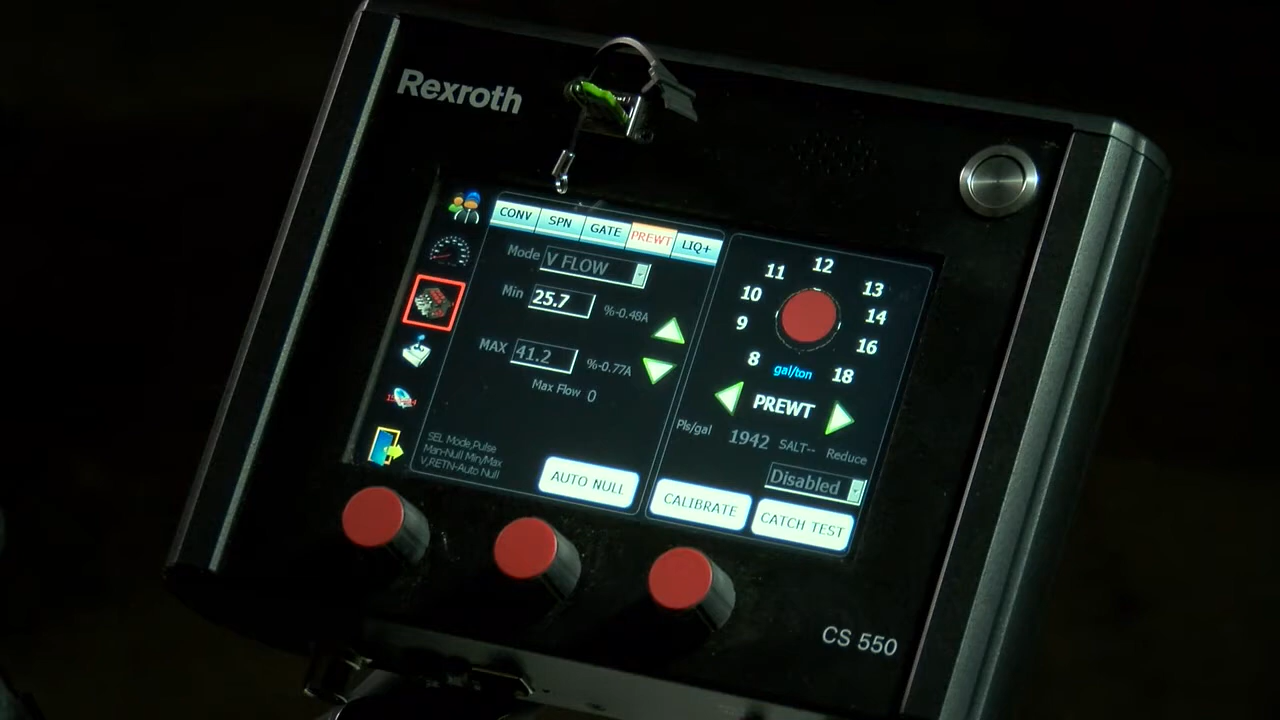 Rexroth
CONV SPN GATE PREWT LIQ+
Mode V FLOW
Min 25.7 %-0.48A
MAX 41.2 %-0.77A
Max Flow 0
SEL Mode,Pulse
Man-Null Min/Max
V,RETN-Auto Null
AUTO NULL
12
11 13
10 14
9 16
8 18
gal/ton
PREWT
Pls/gal 1942 SALT-- Reduce
Disabled
CALIBRATE CATCH TEST
CS 550